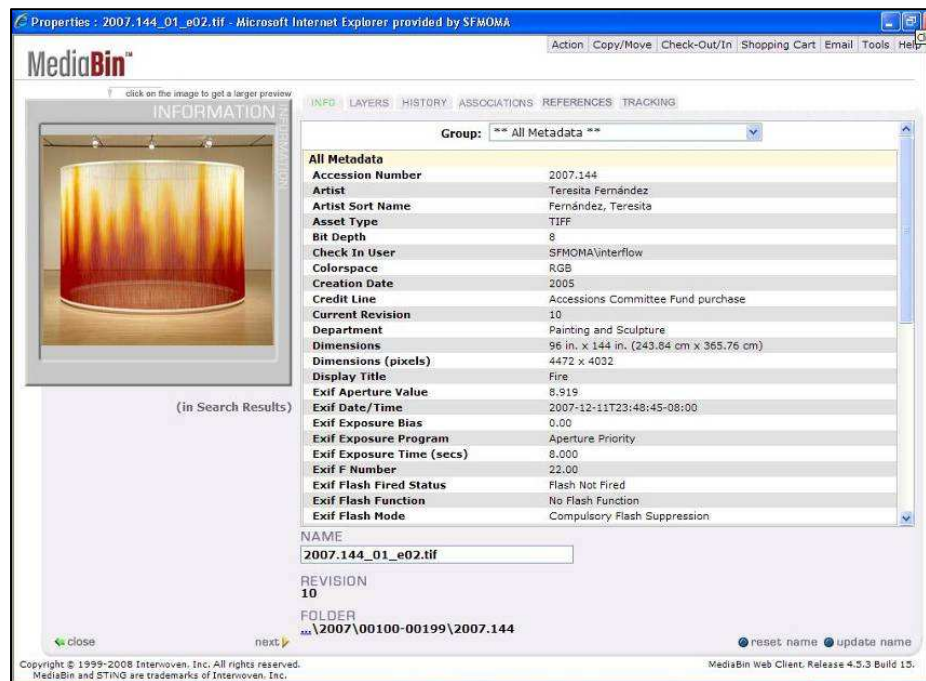 Properties : 2007.144_01_e02.tif - Microsoft Internet Explorer provided by SFMOMA
Action Copy/Move Check-Out/In Shopping Cart Email Tools Help
MediaBin™
click on the image to get a larger preview
INFORMATION
INFORMATION
INFO LAYERS HISTORY ASSOCIATIONS REFERENCES TRACKING
Group: ** All Metadata **
All Metadata
Accession Number 2007.144
Artist Teresita Fernández
Artist Sort Name Fernández, Teresita
Asset Type TIFF
Bit Depth 8
Check In User SFMOMA\interflow
Colorspace RGB
Creation Date 2005
Credit Line Accessions Committee Fund purchase
Current Revision 10
Department Painting and Sculpture
Dimensions 96 in. x 144 in. (243.84 cm x 365.76 cm)
Dimensions (pixels) 4472 x 4032
Display Title Fire
Exif Aperture Value 8.919
Exif Date/Time 2007-12-11T23:48:45-08:00
Exif Exposure Bias 0.00
Exif Exposure Program Aperture Priority
Exif Exposure Time (secs) 8.000
Exif F Number 22.00
Exif Flash Fired Status Flash Not Fired
Exif Flash Function No Flash Function
Exif Flash Mode Compulsory Flash Suppression
(in Search Results)
NAME
2007.144_01_e02.tif
REVISION
10
FOLDER
...\2007\00100-00199\2007.144
close next reset name update name
Copyright © 1999-2008 Interwoven, Inc. All rights reserved.
MediaBin and STiNG are trademarks of Interwoven, Inc.
MediaBin Web Client, Release 4.5.3 Build 15.